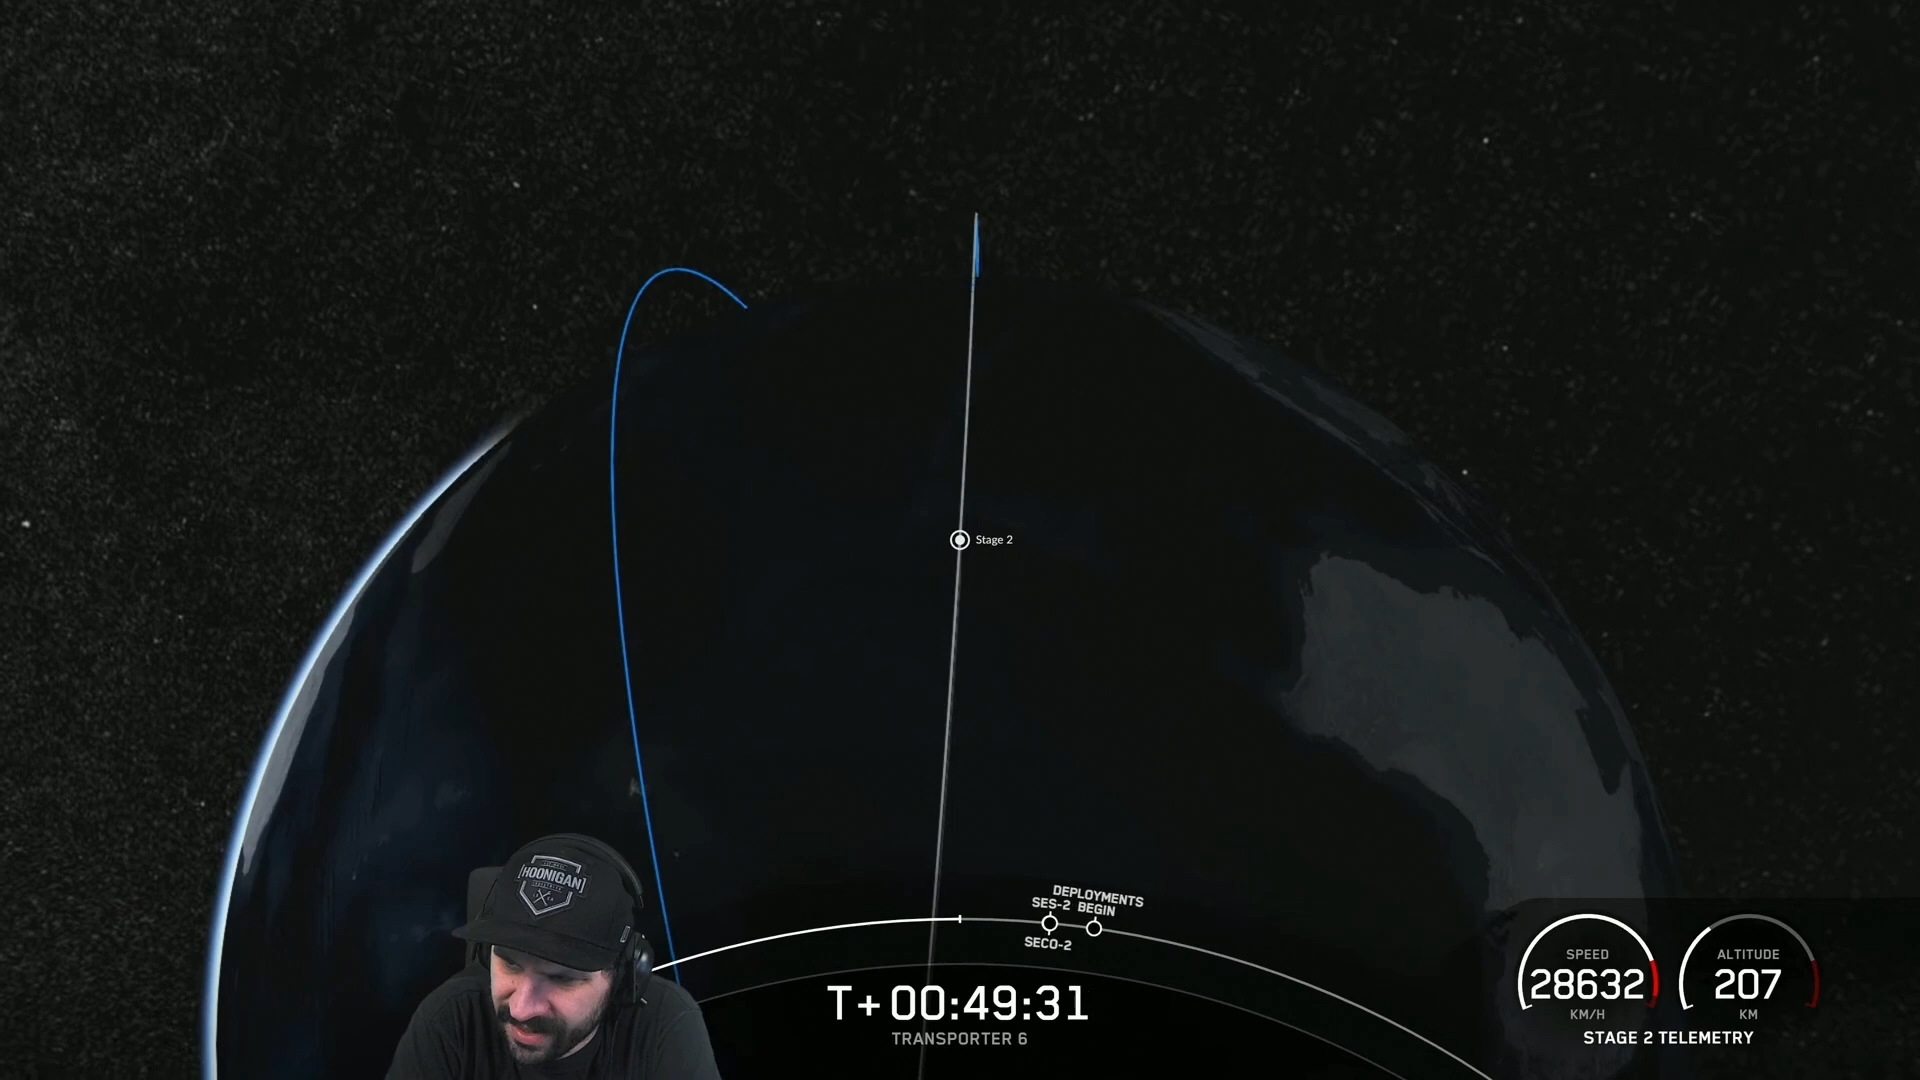 Stage 2
DEPLOYMENTS
SES-2 BEGIN
SECO-2
[HOONIGAN]
T+00:49:31
TRANSPORTER 6
SPEED
28632
KM/H
ALTITUDE
207
KM
STAGE 2 TELEMETRY